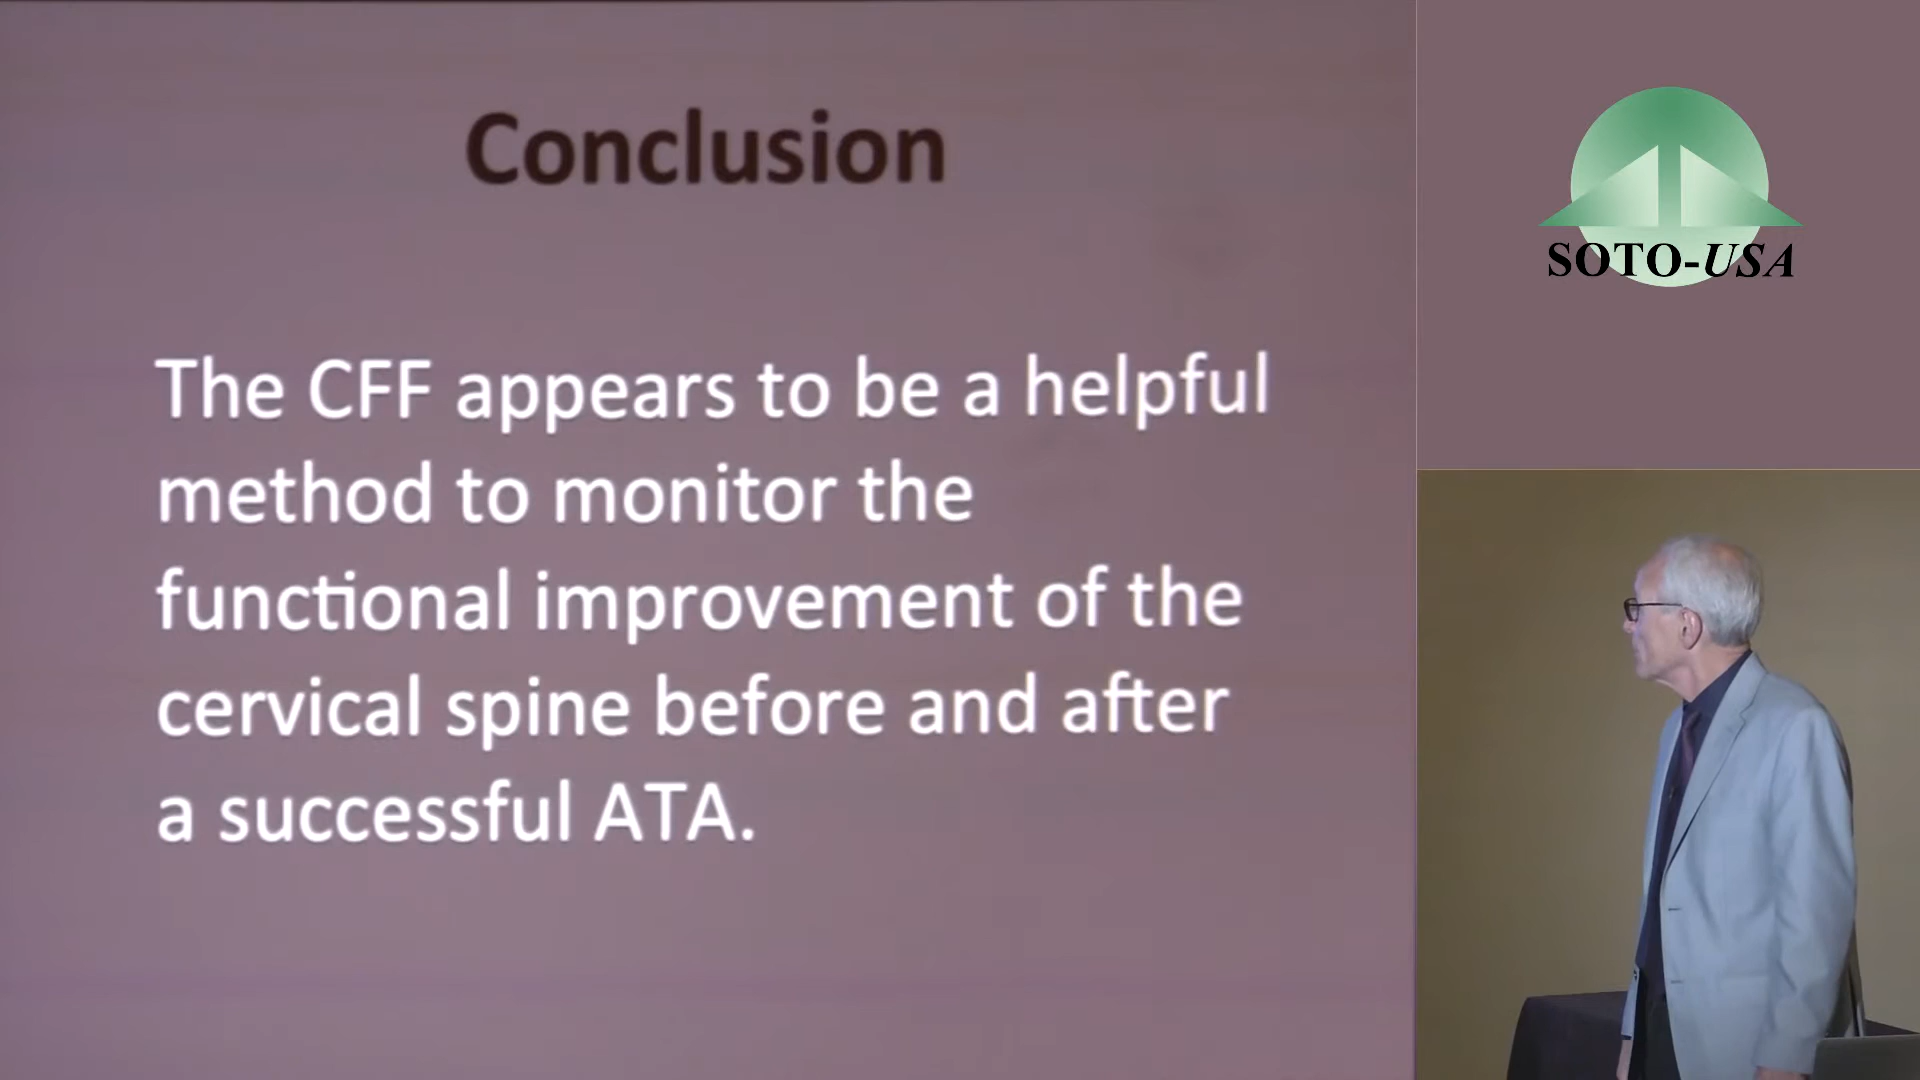 Conclusion
The CFF appears to be a helpful
method to monitor the
functional improvement of the
cervical spine before and after
a successful ATA.
SOTO-USA